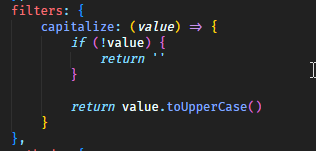 filters: {
capitalize: (value) => {
if (!value) {
return ``
}
return value.toUpperCase()
}
},